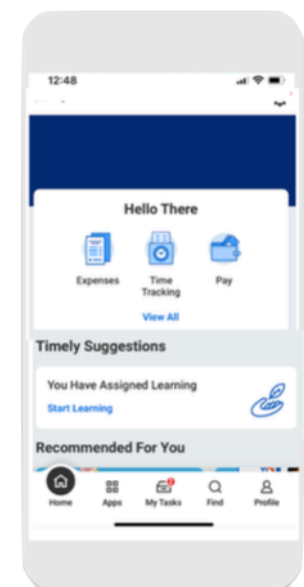 12:48
Hello There
Expenses
Time
Tracking
Pay
View All
Timely Suggestions
You Have Assigned Learning
Start Learning
Recommended For You
Home
Apps
My Tasks
Find
Profile